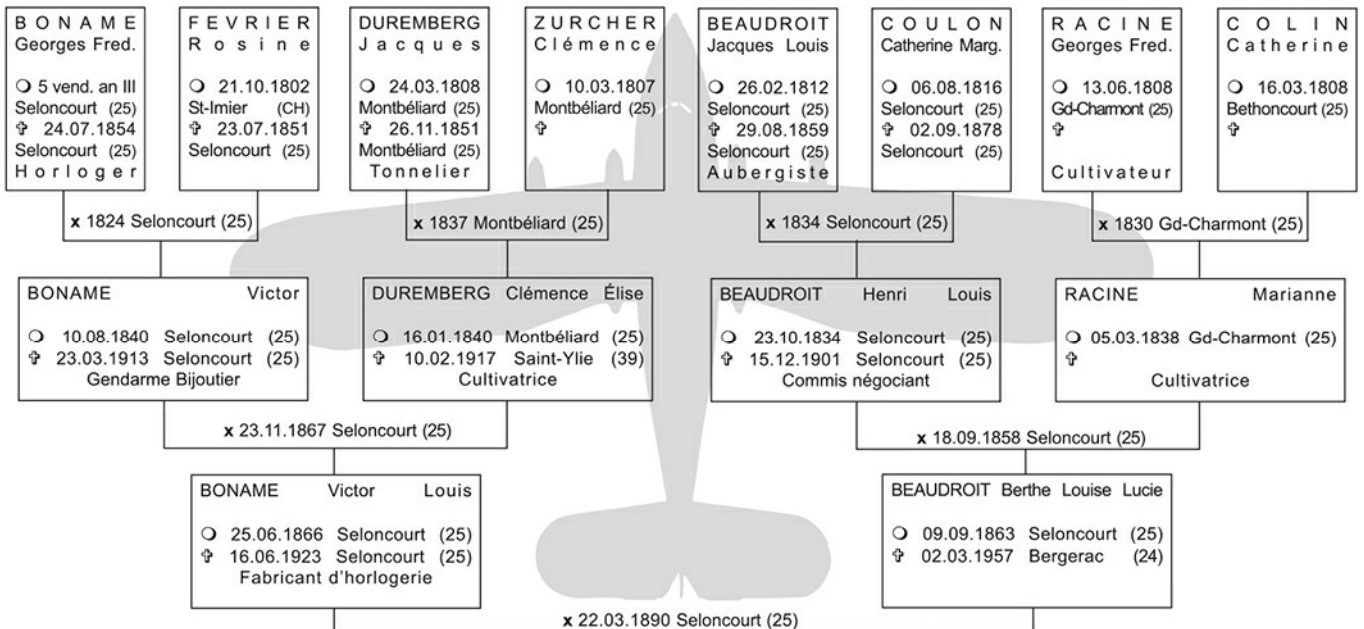 BONAME
Georges Fred.
O 5 vend. an III
Seloncourt (25)
✞ 24.07.1854
Seloncourt (25)
Horloger
FEVRIER
Rosine
O 21.10.1802
St-Imier (CH)
✞ 23.07.1851
Seloncourt (25)
DUREMBERG
Jacques
O 24.03.1808
Montbéliard (25)
✞ 26.11.1851
Montbéliard (25)
Tonnelier
ZURCHER
Clémence
O 10.03.1807
Montbéliard (25)
✞
BEAUDROIT
Jacques Louis
O 26.02.1812
Seloncourt (25)
✞ 29.08.1859
Seloncourt (25)
Aubergiste
COULON
Catherine Marg.
O 06.08.1816
Seloncourt (25)
✞ 02.09.1878
Seloncourt (25)
RACINE
Georges Fred.
O 13.06.1808
Gd-Charmont (25)
✞
Cultivateur
COLIN
Catherine
O 16.03.1808
Bethoncourt (25)
✞
x 1824 Seloncourt (25)
x 1837 Montbéliard (25)
x 1834 Seloncourt (25)
x 1830 Gd-Charmont (25)
BONAME Victor
O 10.08.1840 Seloncourt (25)
✞ 23.03.1913 Seloncourt (25)
Gendarme Bijoutier
DUREMBERG Clémence Élise
O 16.01.1840 Montbéliard (25)
✞ 10.02.1917 Saint-Ylie (39)
Cultivatrice
BEAUDROIT Henri Louis
O 23.10.1834 Seloncourt (25)
✞ 15.12.1901 Seloncourt (25)
Commis négociant
RACINE Marianne
O 05.03.1838 Gd-Charmont (25)
✞
Cultivatrice
x 23.11.1867 Seloncourt (25)
x 18.09.1858 Seloncourt (25)
BONAME Victor Louis
O 25.06.1866 Seloncourt (25)
✞ 16.06.1923 Seloncourt (25)
Fabricant d'horlogerie
BEAUDROIT Berthe Louise Lucie
O 09.09.1863 Seloncourt (25)
✞ 02.03.1957 Bergerac (24)
x 22.03.1890 Seloncourt (25)